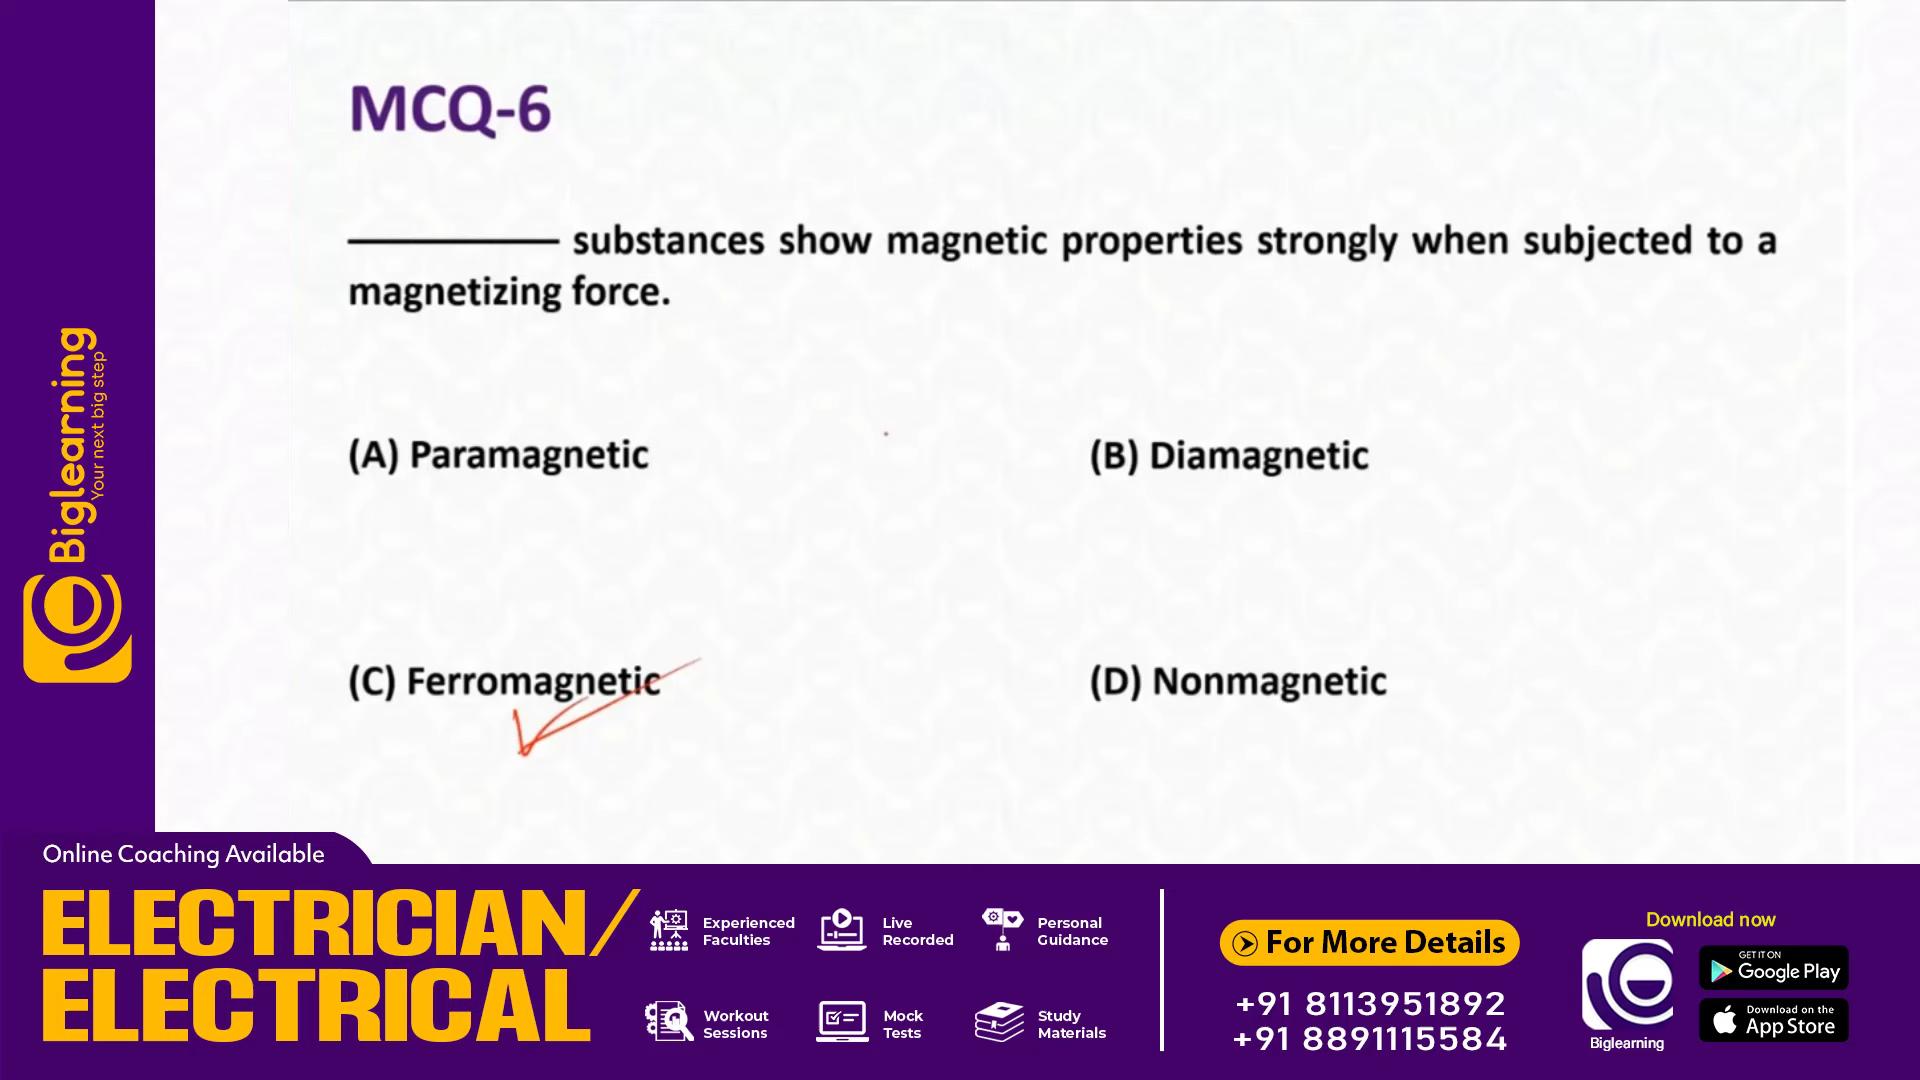 MCQ-6
__________ substances show magnetic properties strongly when subjected to a
magnetizing force.
(A) Paramagnetic
(B) Diamagnetic
(C) Ferromagnetic
(D) Nonmagnetic
Biglearning
Your next big step
Online Coaching Available
ELECTRICIAN/
ELECTRICAL
Experienced
Faculties
Live
Recorded
Personal
Guidance
Workout
Sessions
Mock
Tests
Study
Materials
For More Details
+91 8113951892
+91 8891115584
Download now
Biglearning
GET IT ON
Google Play
Download on the
App Store